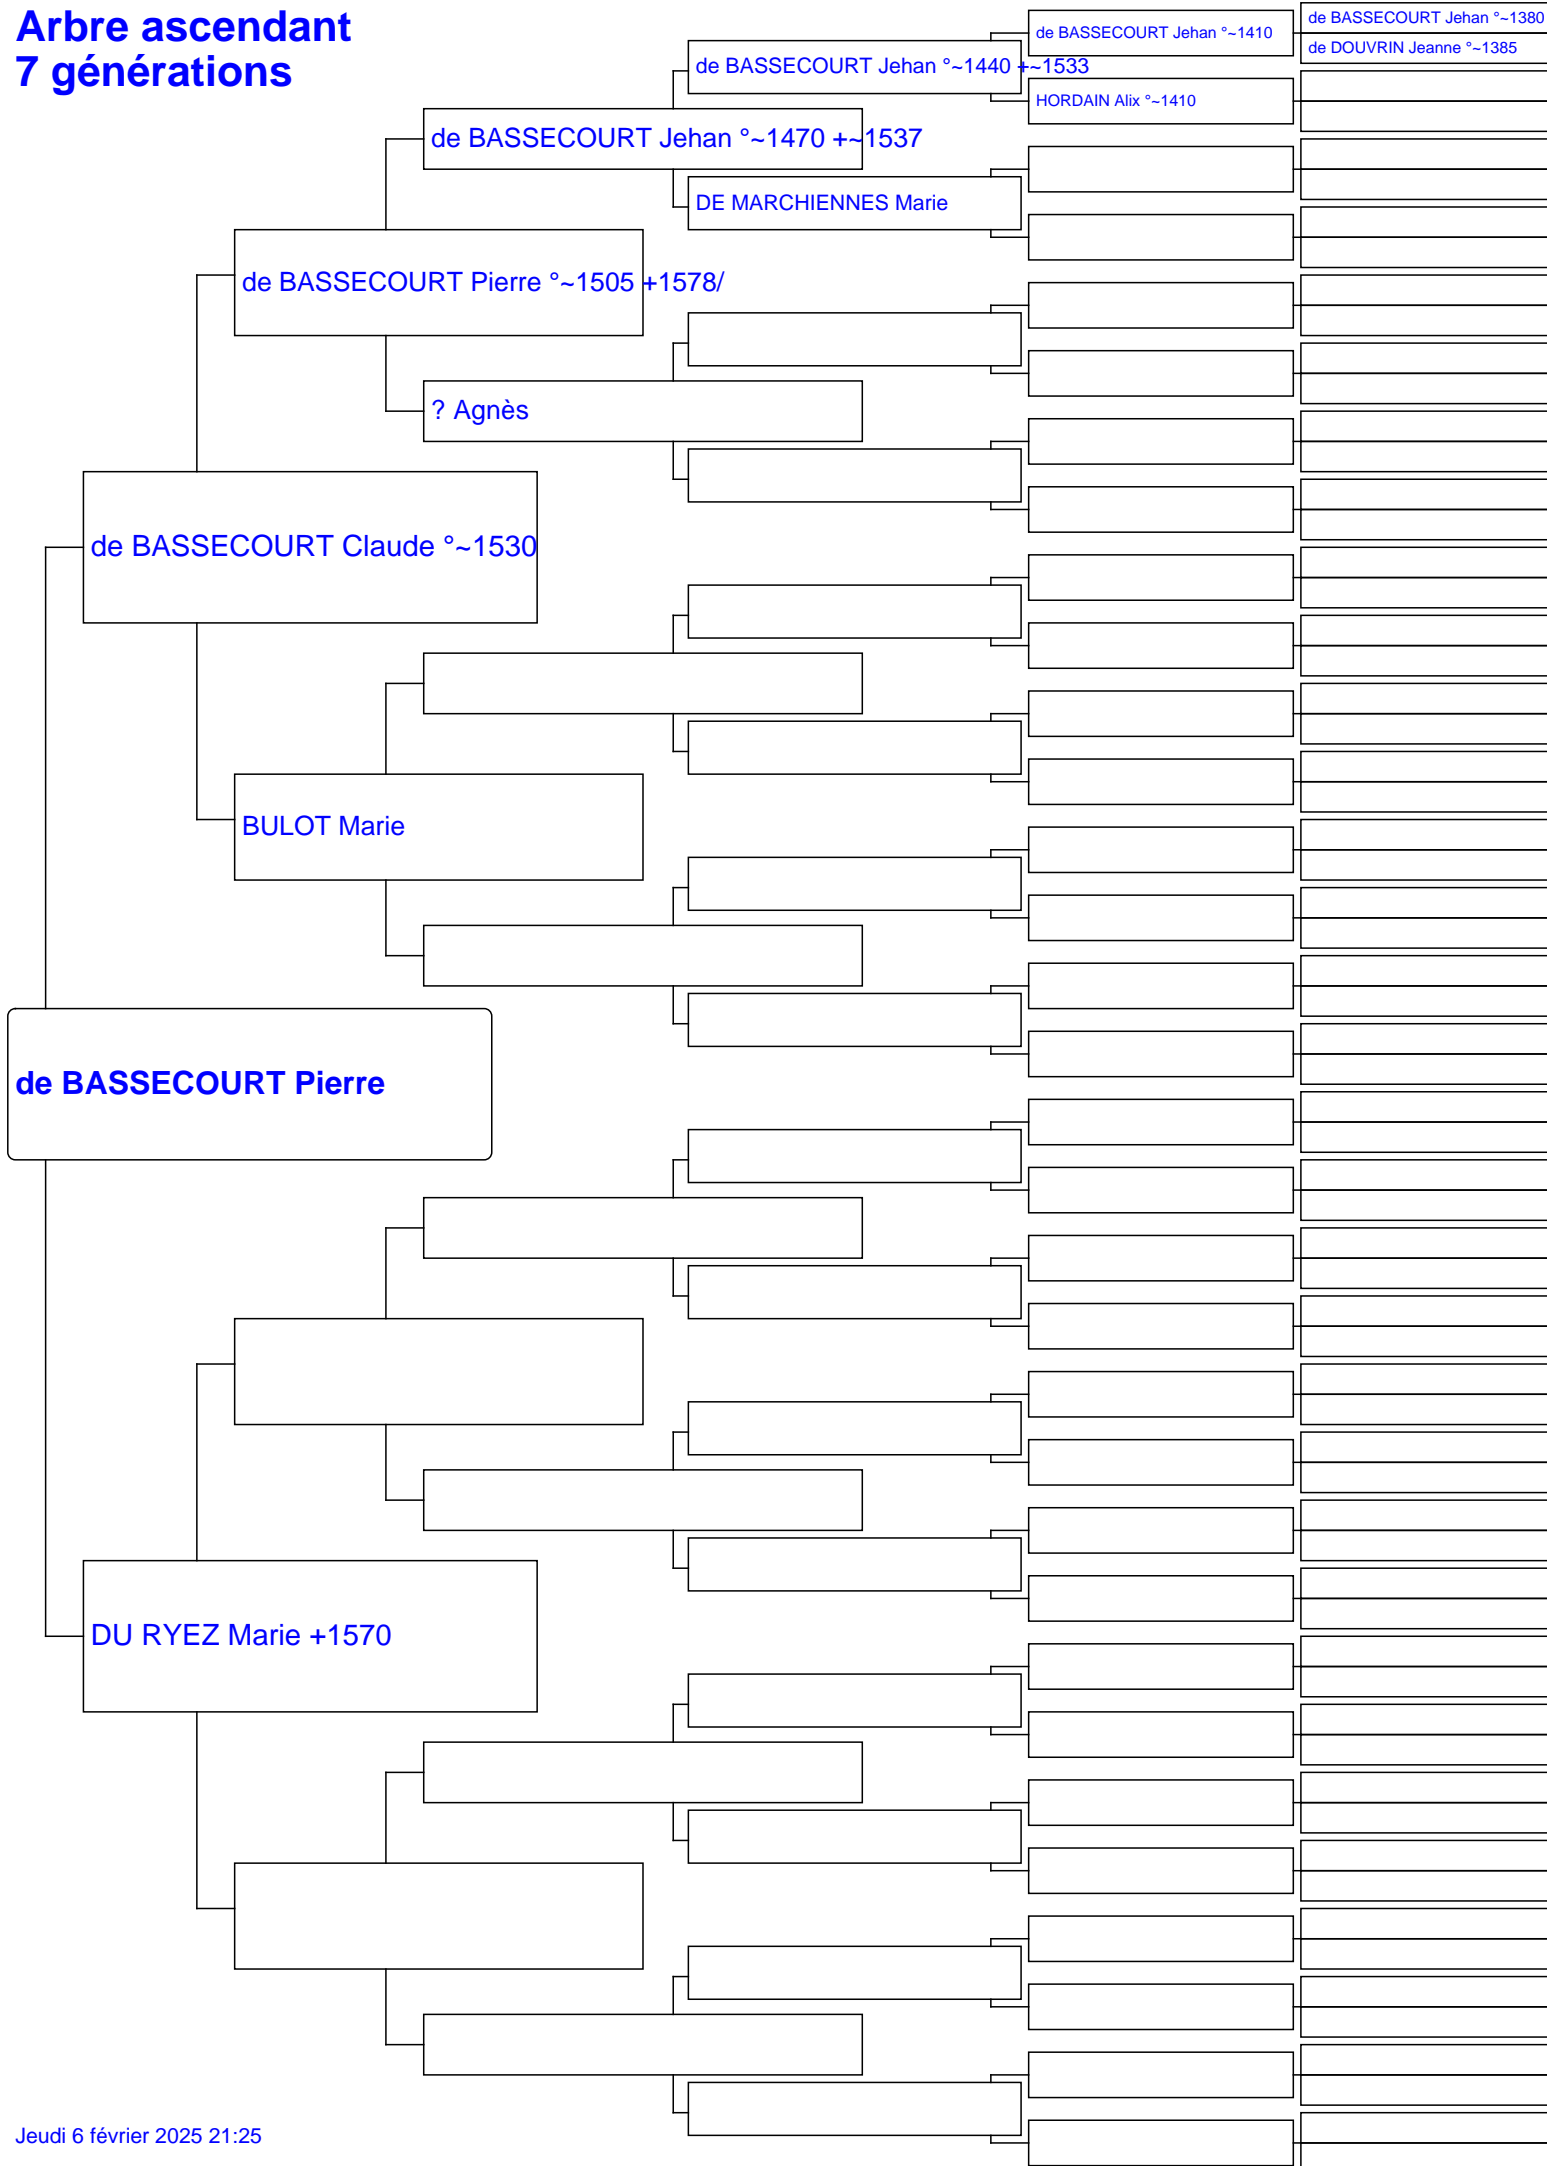 Arbre ascendant
7 générations
de BASSECOURT Jehan °~1380
de BASSECOURT Jehan °~1410
de DOUVRIN Jeanne °~1385
de BASSECOURT Jehan °~1440 +~1533
HORDAIN Alix °~1410
de BASSECOURT Jehan °~1470 +~1537
DE MARCHIENNES Marie
de BASSECOURT Pierre °~1505 +1578/
? Agnès
de BASSECOURT Claude °~1530
BULOT Marie
de BASSECOURT Pierre
DU RYEZ Marie +1570
Jeudi 6 février 2025 21:25